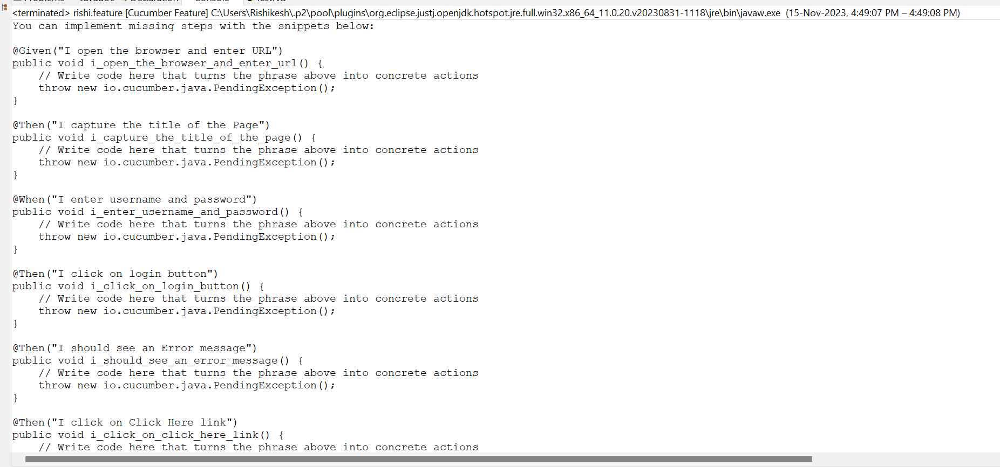 Problems Javadoc Declaration Console TestNG
<terminated> rishi.feature [Cucumber Feature] C:\Users\Rishikesh\.p2\pool\plugins\org.eclipse.justj.openjdk.hotspot.jre.full.win32.x86_64_11.0.20.v20230831-1118\jre\bin\javaw.exe (15-Nov-2023, 4:49:07 PM – 4:49:08 PM)
You can implement missing steps with the snippets below:

@Given("I open the browser and enter URL")
public void i_open_the_browser_and_enter_url() {
    // Write code here that turns the phrase above into concrete actions
    throw new io.cucumber.java.PendingException();
}

@Then("I capture the title of the Page")
public void i_capture_the_title_of_the_page() {
    // Write code here that turns the phrase above into concrete actions
    throw new io.cucumber.java.PendingException();
}

@When("I enter username and password")
public void i_enter_username_and_password() {
    // Write code here that turns the phrase above into concrete actions
    throw new io.cucumber.java.PendingException();
}

@Then("I click on login button")
public void i_click_on_login_button() {
    // Write code here that turns the phrase above into concrete actions
    throw new io.cucumber.java.PendingException();
}

@Then("I should see an Error message")
public void i_should_see_an_error_message() {
    // Write code here that turns the phrase above into concrete actions
    throw new io.cucumber.java.PendingException();
}

@Then("I click on Click Here link")
public void i_click_on_click_here_link() {
    // Write code here that turns the phrase above into concrete actions